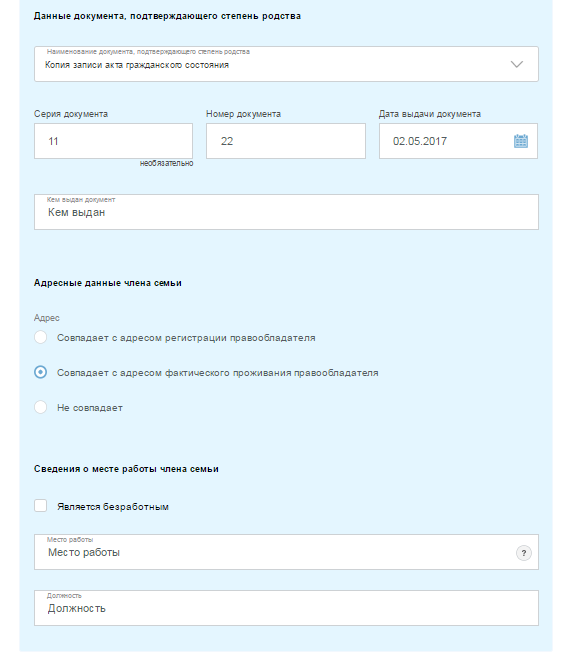 Данные документа, подтверждающего степень родства
Наименование документа, подтверждающего степень родства
Копия записи акта гражданского состояния
Серия документа Номер документа Дата выдачи документа
11 22 02.05.2017
необязательно
Кем выдан документ
Кем выдан
Адресные данные члена семьи
Адрес
Совпадает с адресом регистрации правообладателя
Совпадает с адресом фактического проживания правообладателя
Не совпадает
Сведения о месте работы члена семьи
Является безработным
Место работы
Место работы ?
Должность
Должность